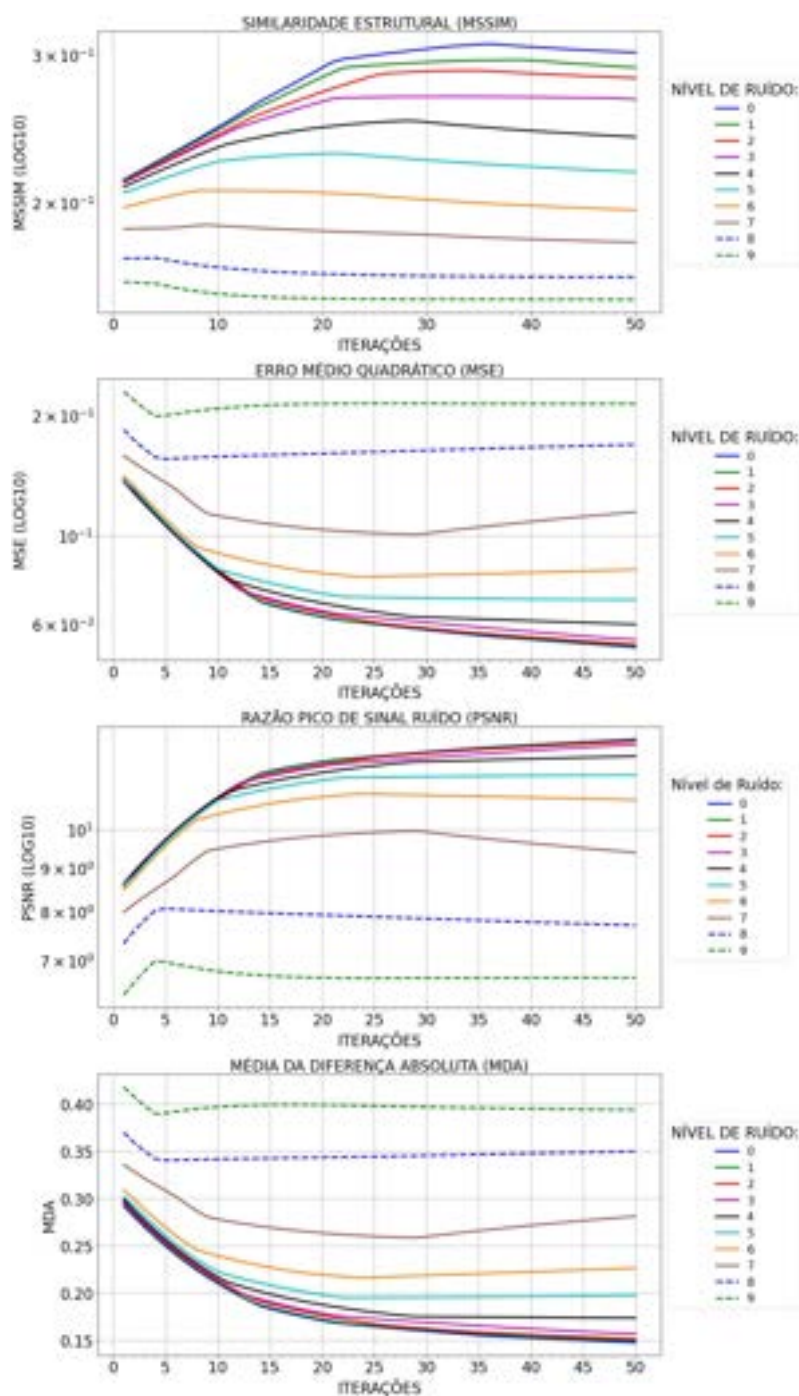 SIMILARIDADE ESTRUTURAL (MSSIM)
3 × 10⁻¹
2 × 10⁻¹
MSSIM (LOG10)
0 10 20 30 40 50
ITERAÇÕES
NÍVEL DE RUÍDO:
0
1
2
3
4
5
6
7
8
9
ERRO MÉDIO QUADRÁTICO (MSE)
2 × 10⁻¹
10⁻¹
6 × 10⁻²
MSE (LOG10)
0 5 10 15 20 25 30 35 40 45 50
ITERAÇÕES
NÍVEL DE RUÍDO:
0
1
2
3
4
5
6
7
8
9
RAZÃO PICO DE SINAL RUÍDO (PSNR)
10¹
9 × 10⁰
8 × 10⁰
7 × 10⁰
PSNR (LOG10)
0 5 10 15 20 25 30 35 40 45 50
ITERAÇÕES
Nível de Ruído:
0
1
2
3
4
5
6
7
8
9
MÉDIA DA DIFERENÇA ABSOLUTA (MDA)
0.40
0.35
0.30
0.25
0.20
0.15
MDA
0 5 10 15 20 25 30 35 40 45 50
ITERAÇÕES
NÍVEL DE RUÍDO:
0
1
2
3
4
5
6
7
8
9